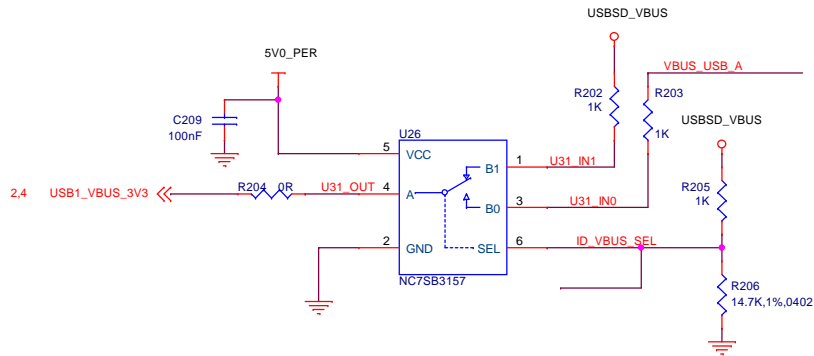 USBSD_VBUS
5V0_PER
VBUS_USB_A
R202
1K
R203
1K
USBSD_VBUS
C209
100nF
U26
5
VCC
B1
1
U31_IN1
R205
1K
2,4
USB1_VBUS_3V3
R204
0R
U31_OUT
4
A
B0
3
U31_IN0
2
GND
SEL
6
ID_VBUS_SEL
NC7SB3157
R206
14.7K,1%,0402